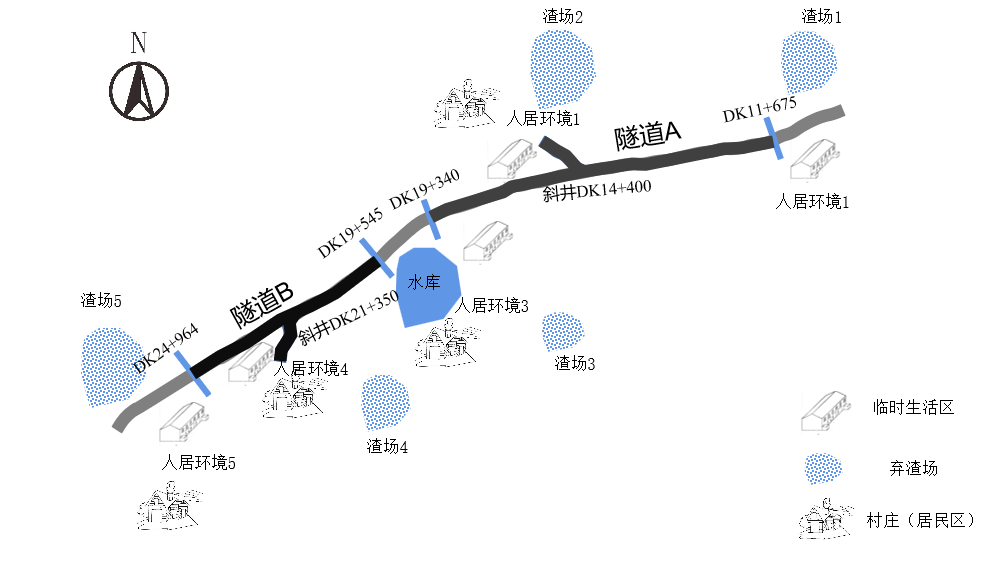 渣场2
渣场1
N
DK11+675
人居环境1
隧道A
DK19+340
斜井DK14+400
人居环境1
DK19+545
水库
渣场5
隧道B
斜井DK21+350
人居环境3
DK24+964
人居环境4
渣场3
临时生活区
渣场4
人居环境5
弃渣场
村庄（居民区）